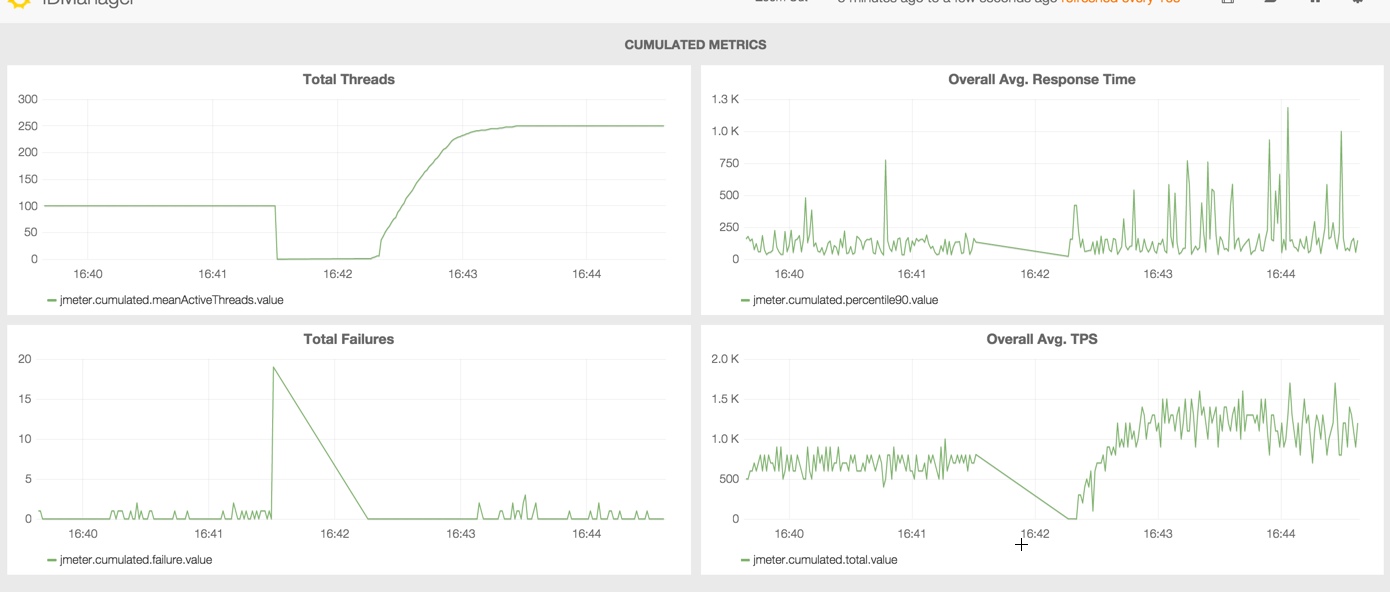 IDManager
Zoom Out 5 minutes ago to a few seconds ago refreshed every 10s
CUMULATED METRICS
Total Threads
300
250
200
150
100
50
0
16:40 16:41 16:42 16:43 16:44
jmeter.cumulated.meanActiveThreads.value
Overall Avg. Response Time
1.3 K
1.0 K
750
500
250
0
16:40 16:41 16:42 16:43 16:44
jmeter.cumulated.percentile90.value
Total Failures
20
15
10
5
0
16:40 16:41 16:42 16:43 16:44
jmeter.cumulated.failure.value
Overall Avg. TPS
2.0 K
1.5 K
1.0 K
500
0
16:40 16:41 16:42 16:43 16:44
jmeter.cumulated.total.value